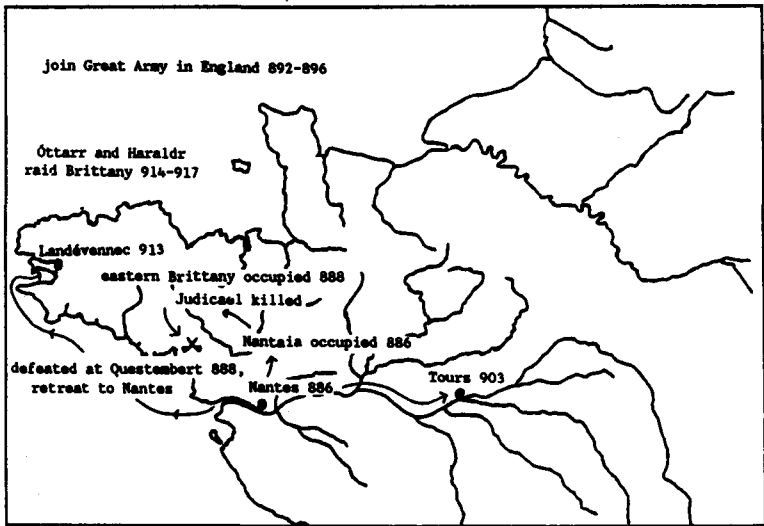 join Great Army in England 892-896
Óttarr and Haraldr
raid Brittany 914-917
Landévennec 913
eastern Brittany occupied 888
Judicael killed
Nantaia occupied 886
defeated at Questembert 888,
retreat to Nantes
Nantes 886
Tours 903